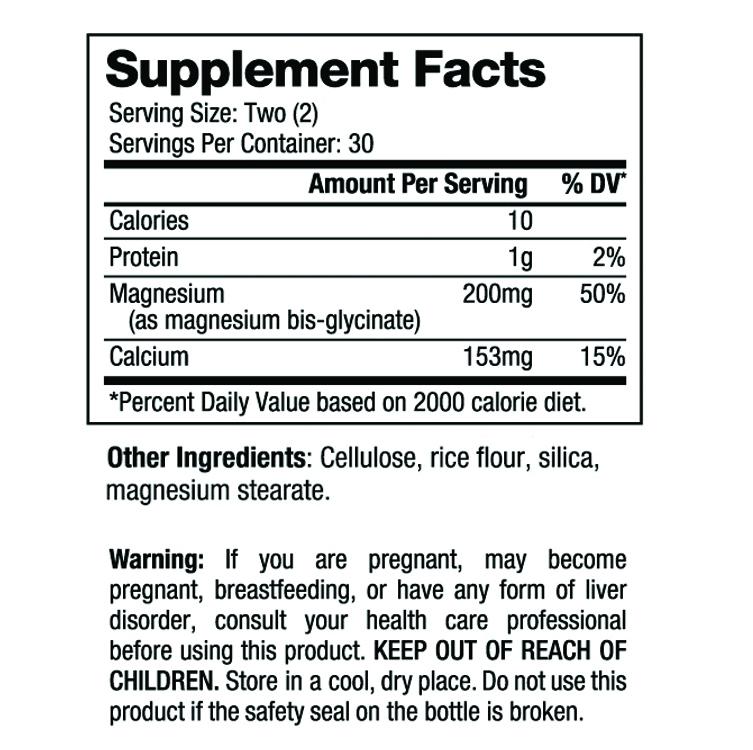 Supplement Facts
Serving Size: Two (2)
Servings Per Container: 30
Amount Per Serving % DV*
Calories 10
Protein 1g 2%
Magnesium 200mg 50%
(as magnesium bis-glycinate)
Calcium 153mg 15%
*Percent Daily Value based on 2000 calorie diet.
Other Ingredients: Cellulose, rice flour, silica,
magnesium stearate.
Warning: If you are pregnant, may become
pregnant, breastfeeding, or have any form of liver
disorder, consult your health care professional
before using this product. KEEP OUT OF REACH OF
CHILDREN. Store in a cool, dry place. Do not use this
product if the safety seal on the bottle is broken.